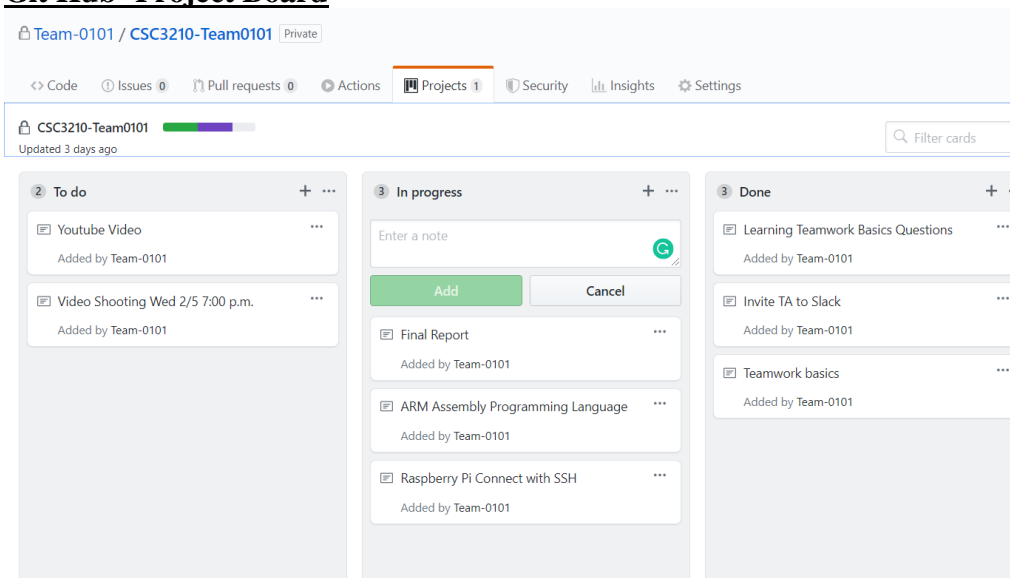 Git Hub- Project Board
Team-0101 / CSC3210-Team0101 Private
<> Code Issues 0 Pull requests 0 Actions Projects 1 Security Insights Settings
CSC3210-Team0101
Updated 3 days ago
Filter cards
2 To do + ...
Youtube Video ...
Added by Team-0101
Video Shooting Wed 2/5 7:00 p.m. ...
Added by Team-0101
3 In progress + ...
Enter a note
Add Cancel
Final Report ...
Added by Team-0101
ARM Assembly Programming Language ...
Added by Team-0101
Raspberry Pi Connect with SSH ...
Added by Team-0101
3 Done +
Learning Teamwork Basics Questions ...
Added by Team-0101
Invite TA to Slack ...
Added by Team-0101
Teamwork basics ...
Added by Team-0101